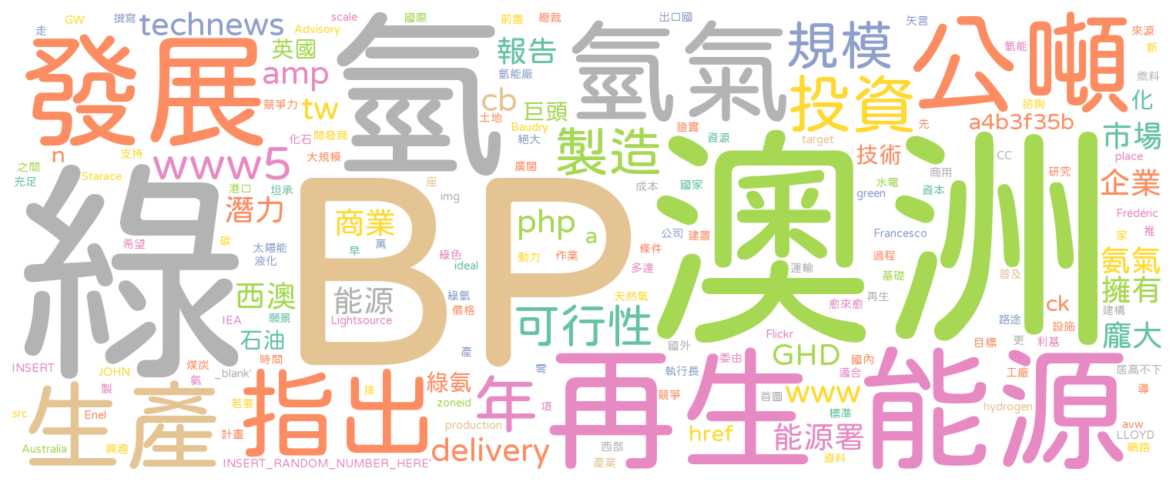 走
GW
撰寫
technews
scale
國際
前置
總裁
出口國
規模
矢言
公噸
來源
氫能
新
發展
英國
Advisory
氫
報告
氫氣
燃料
amp
氫能廠
投資
諮詢
化
競爭力
tw
cb
巨頭
土地
證實
先
a4b3f35b
n
化石
開發商
Baudry
絕大
資源
target
市場
之間
支持
www5
大規模
廣闊
製造
技術
CC
place
充足
Starace
座
成本
國家
澳洲
商用
研究
企業
綠
潛力
港口
坦承
img
BP
水電
資本
green
Frédéric
商業
php
a
條件
公司
建置
Francesco
推
希望
碳
太陽能
早
萬
綠色
動力
作業
過程
家
氨氣
液化
ideal
多達
運輸
基礎
普及
西澳
能源
綠氫
天然氣
再生
擁有
IEA
願景
Lightsource
價格
可行性
愈來愈
ck
建構
石油
Flickr
路途
設施
龐大
時間
產
國外
GHD
更
利基
INSERT
JOHN
煤炭
_blank'
零
委由
國內
目標
居高不下
製
氨
排
綠氨
執行長
適合
工廠
導
生產
指出
年
再生
能源
src
Enel
若要
zoneid
項
競爭
首圖
www
標準
hydrogen
avw
計畫
production
href
能源署
LLOYD
Australia
興趣
delivery
西部
網路
INSERT_RANDOM_NUMBER_HERE'
產業
資料